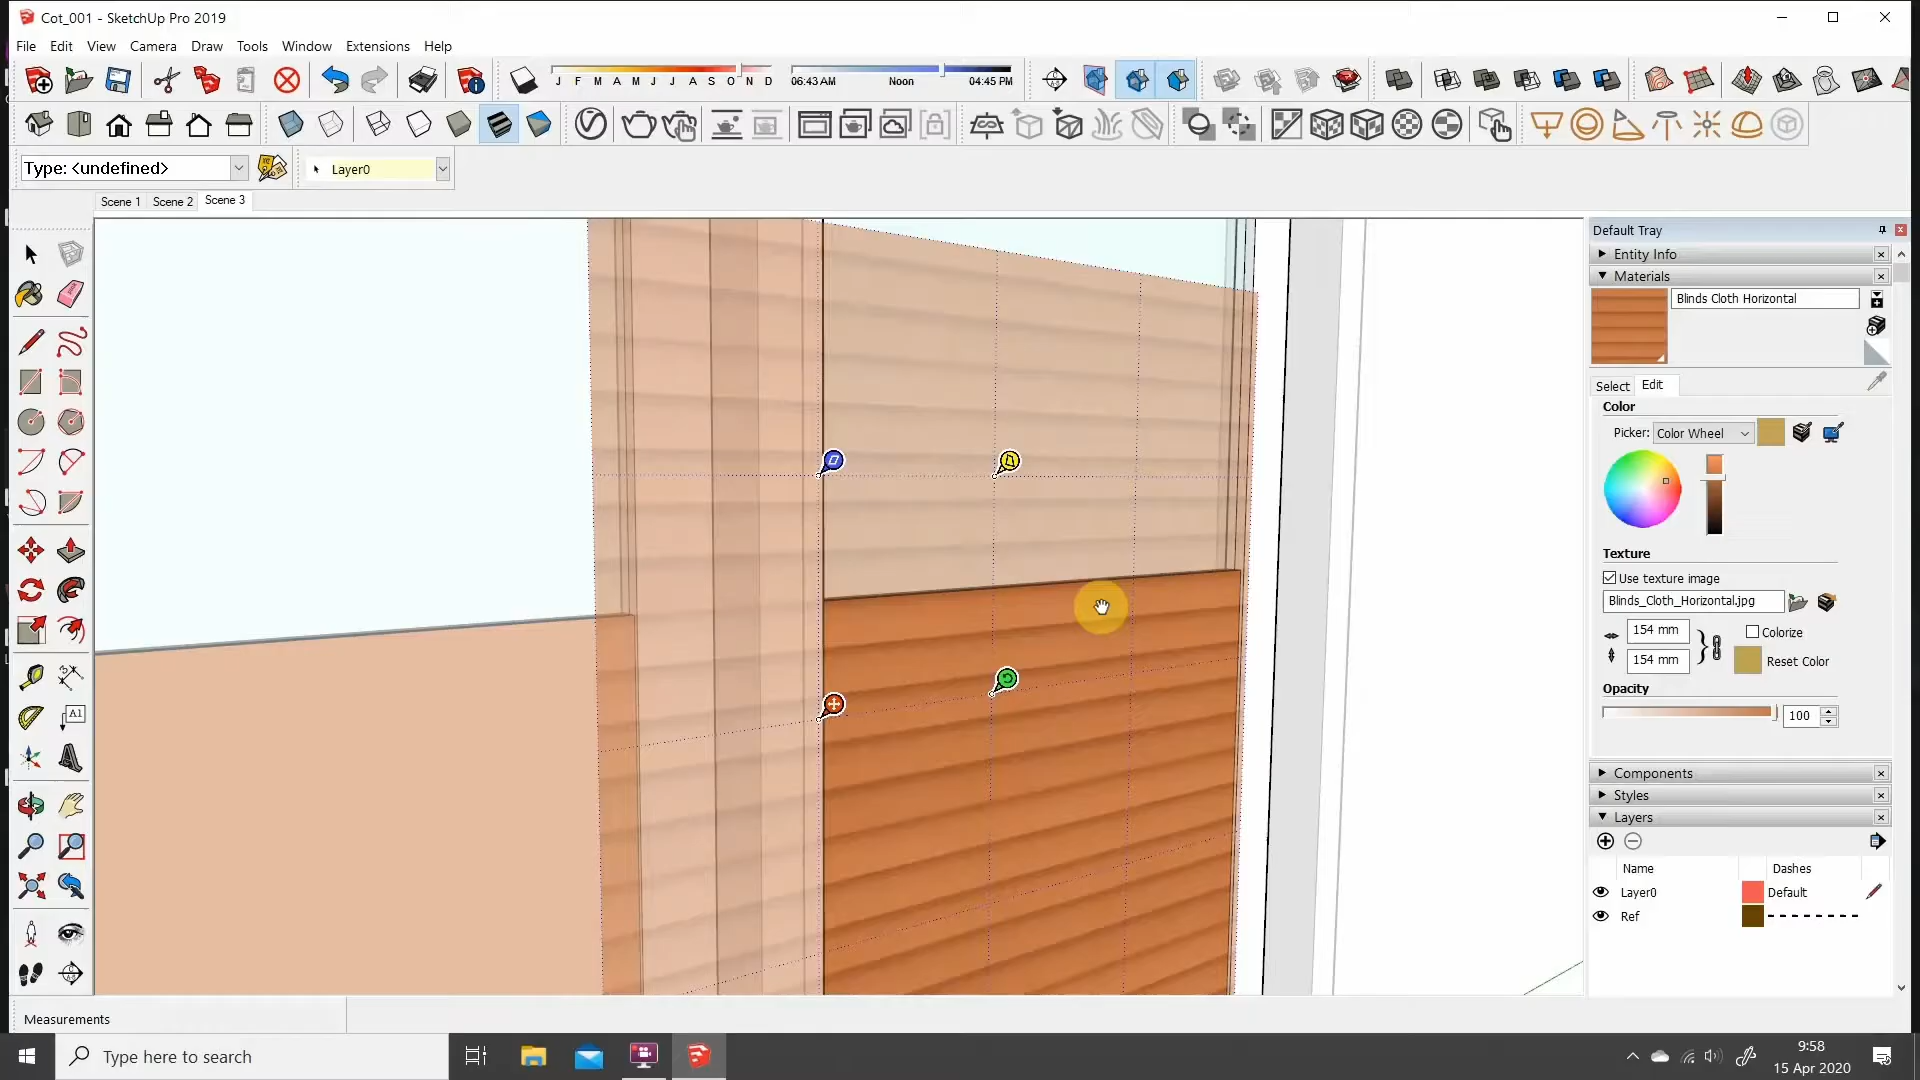 Cot_001 - SketchUp Pro 2019
File Edit View Camera Draw Tools Window Extensions Help
J F M A M J J A S O N D
06:43 AM Noon 04:45 PM
Type: <undefined>
Layer0
Scene 1 Scene 2 Scene 3
Default Tray
Entity Info
Materials
Blinds Cloth Horizontal
Select Edit
Color
Picker: Color Wheel
Texture
Use texture image
Blinds_Cloth_Horizontal.jpg
154 mm
Colorize
154 mm
Reset Color
Opacity
100
A1
Components
Styles
Layers
Name Dashes
Layer0 Default
Ref
Measurements
Type here to search
9:58
15 Apr 2020